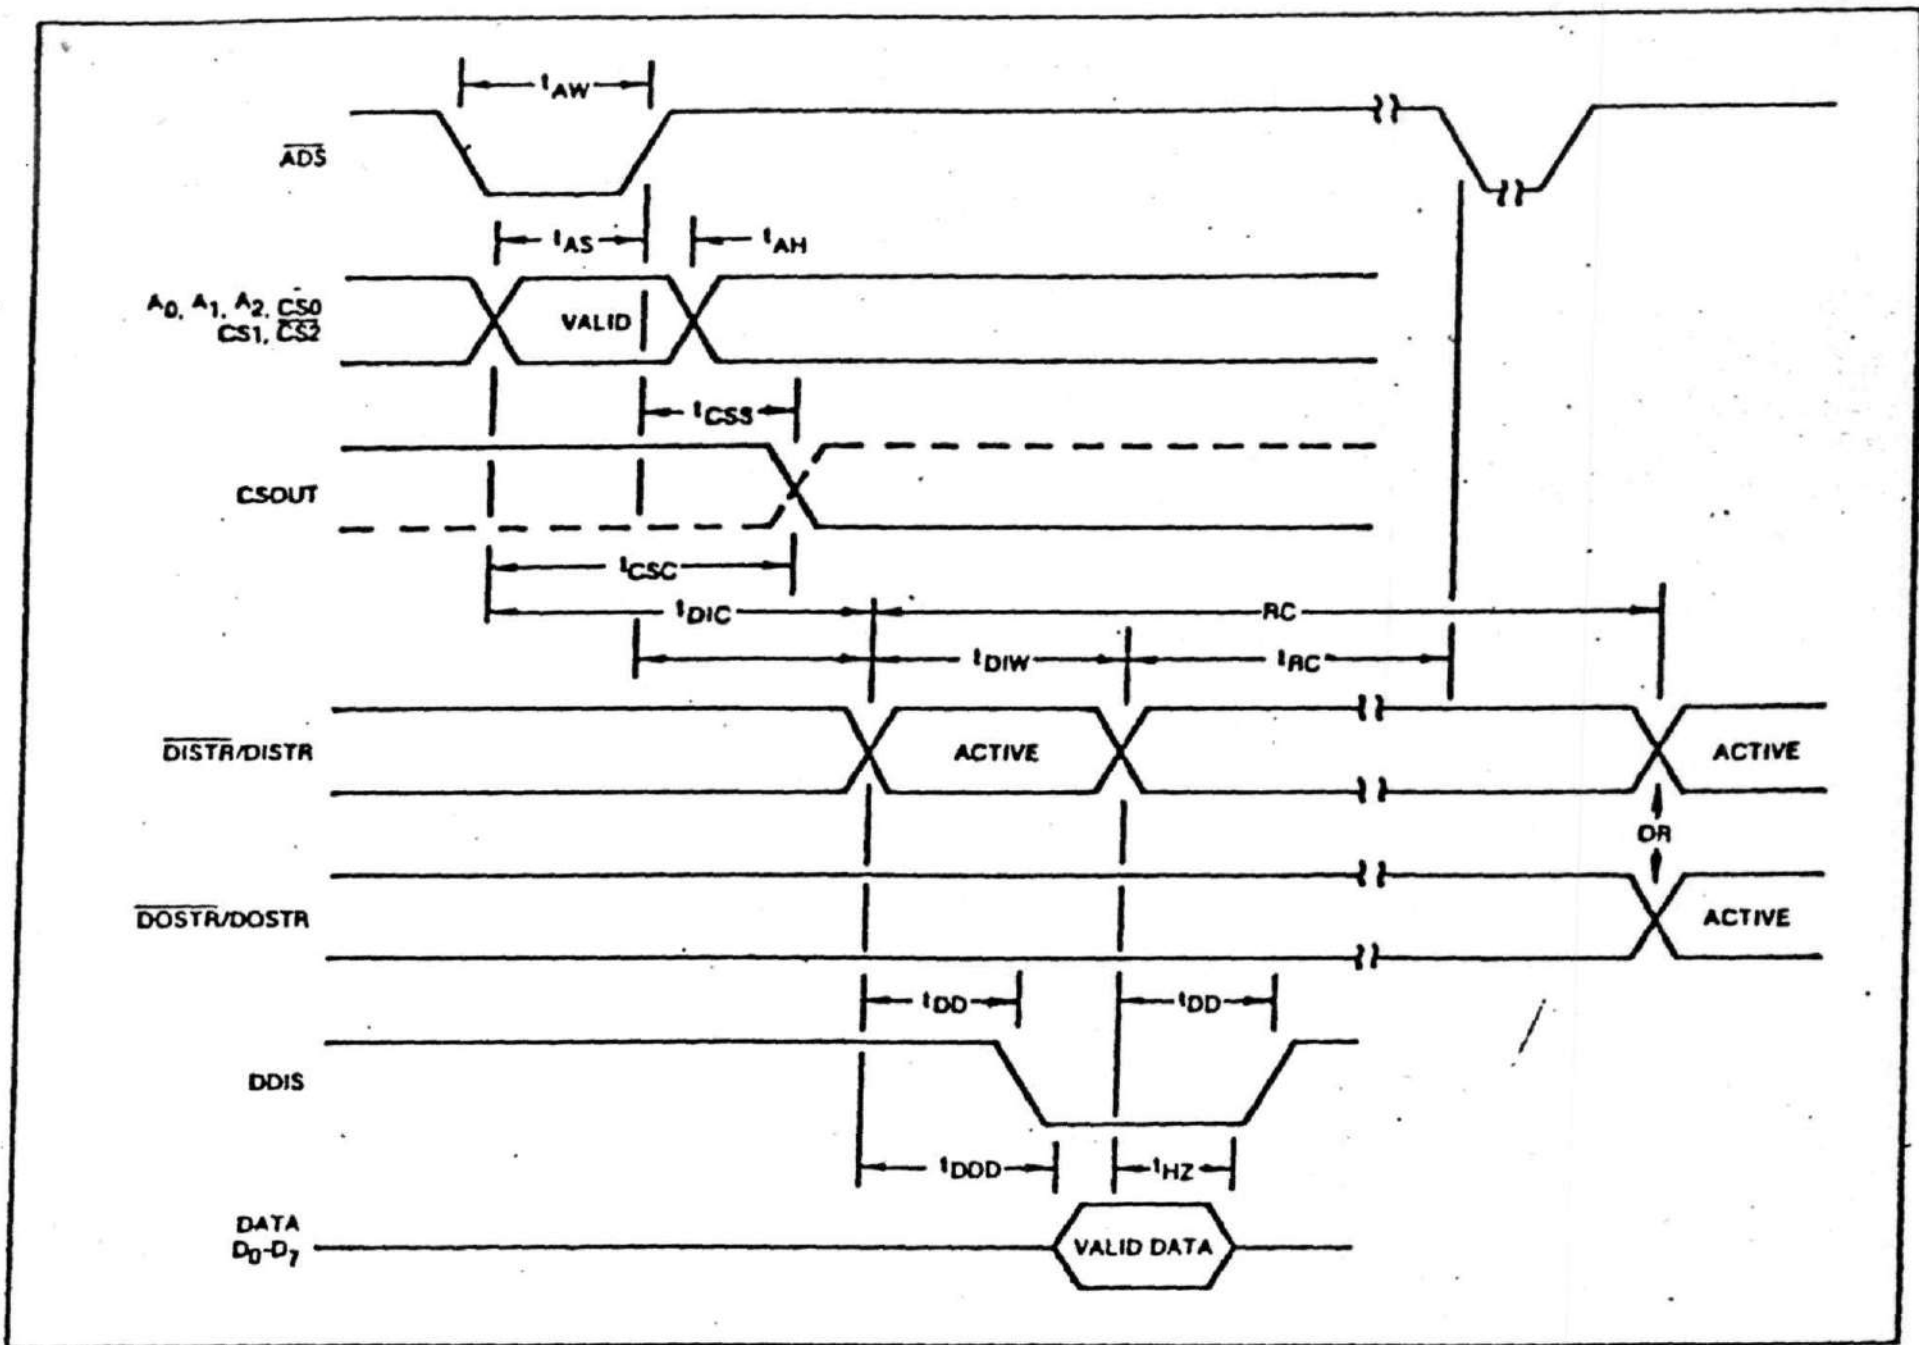 tAW
ADS
tAS
tAH
A0, A1, A2, CS0
CS1, CS2
VALID
tCSS
CSOUT
tCSC
tDIC
RC
tDIW
tRC
DISTR/DISTR
ACTIVE
ACTIVE
OR
DOSTR/DOSTR
ACTIVE
tDD
tDD
DDIS
tDDD
tHZ
DATA
D0-D7
VALID DATA